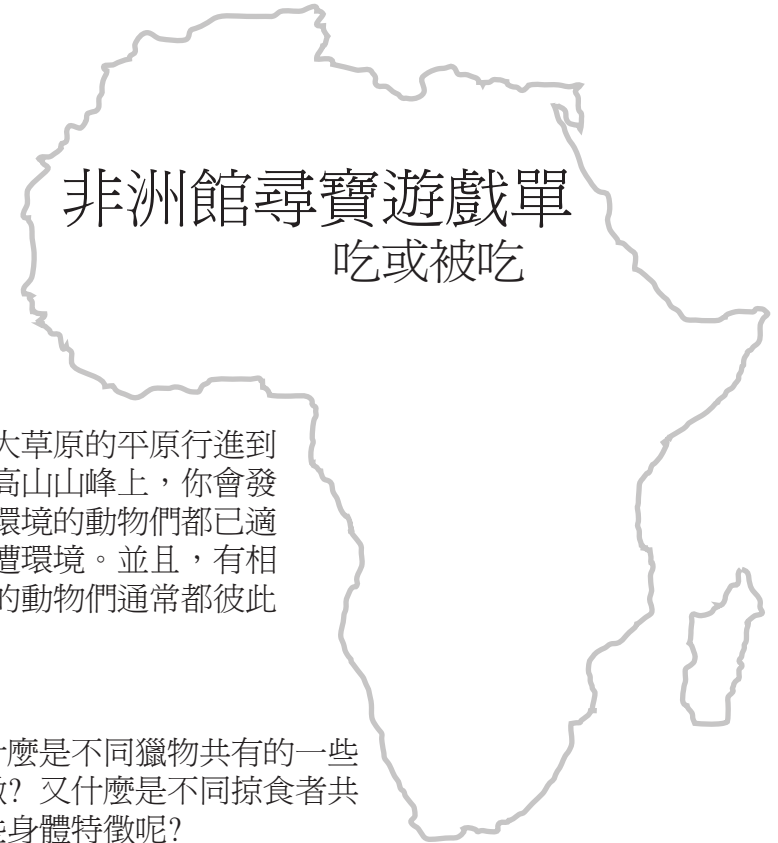 非洲館尋寶遊戲單
吃或被吃
大草原的平原行進到
高山山峰上，你會發
環境的動物們都已適
遭環境。並且，有相
的動物們通常都彼此
什麼是不同獵物共有的一些
徵? 又什麼是不同掠食者共
些身體特徵呢?